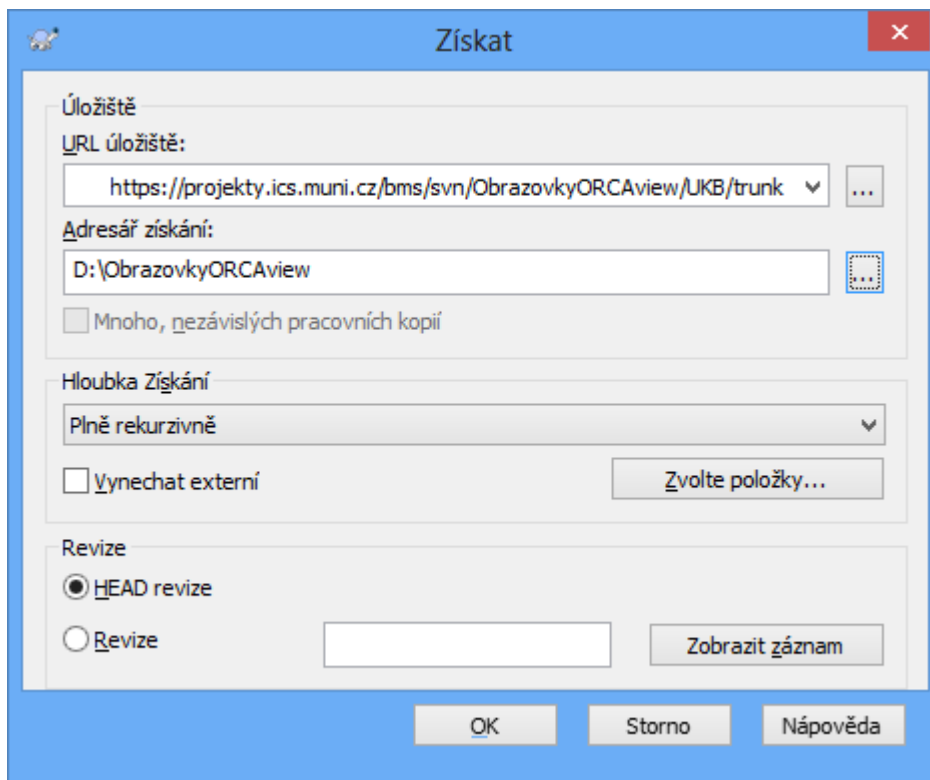 Získat
Úložiště
URL úložiště:
https://projekty.ics.muni.cz/bms/svn/ObrazovkyORCAview/UKB/trunk
...
Adresář získání:
D:\ObrazovkyORCAview
...
Mnoho, nezávislých pracovních kopií
Hloubka Získání
Plně rekurzivně
Vynechat externí
Zvolte položky...
Revize
HEAD revize
Revize
Zobrazit záznam
OK
Storno
Nápověda